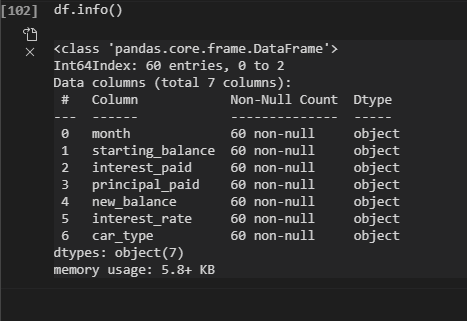 [102] df.info()
<class 'pandas.core.frame.DataFrame'>
Int64Index: 60 entries, 0 to 2
Data columns (total 7 columns):
 #   Column            Non-Null Count  Dtype
---  ------            --------------  -----
 0   month             60 non-null     object
 1   starting_balance  60 non-null     object
 2   interest_paid     60 non-null     object
 3   principal_paid    60 non-null     object
 4   new_balance       60 non-null     object
 5   interest_rate     60 non-null     object
 6   car_type          60 non-null     object
dtypes: object(7)
memory usage: 5.8+ KB